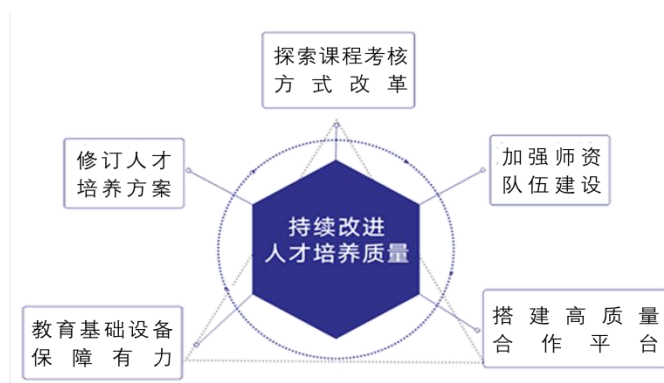 探索课程考核
方式改革
修订人才
培养方案
加强师资
队伍建设
持续改进
人才培养质量
教育基础设备
保障有力
搭建高质量
合作平台